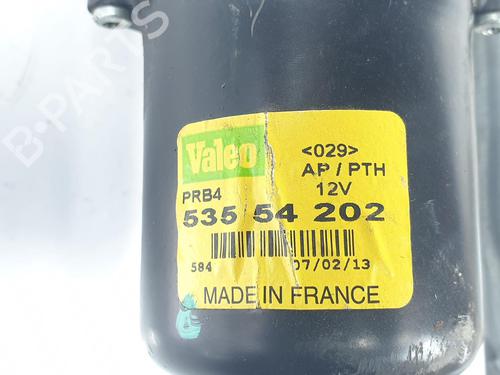 B-PARTS
Valeo
<029>
AP / PTH
PRB4
12V
535 54 202
584
07/02/13
MADE IN FRANCE